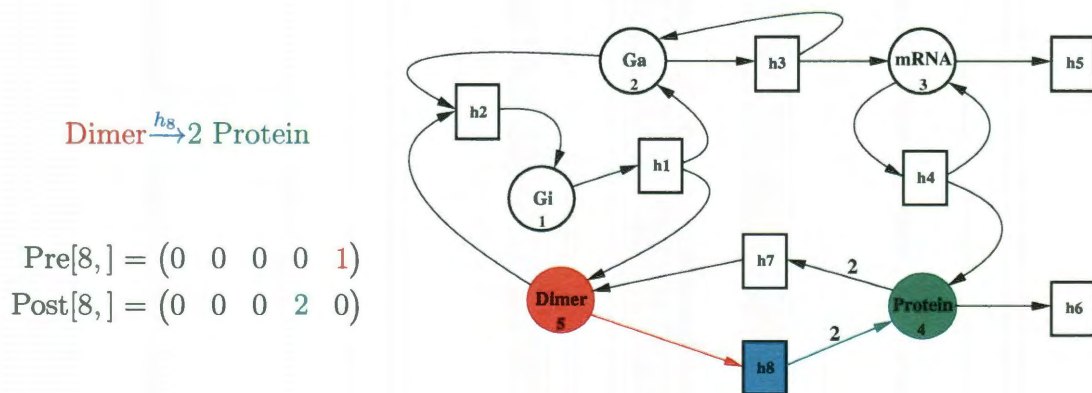 Dimer h₈→ 2 Protein
Pre[8,] = (0 0 0 0 1)
Post[8,] = (0 0 0 2 0)
Ga
2
h3
mRNA
3
h5
h2
h1
h4
Gi
1
h7
2
Dimer
5
Protein
4
h6
2
h8